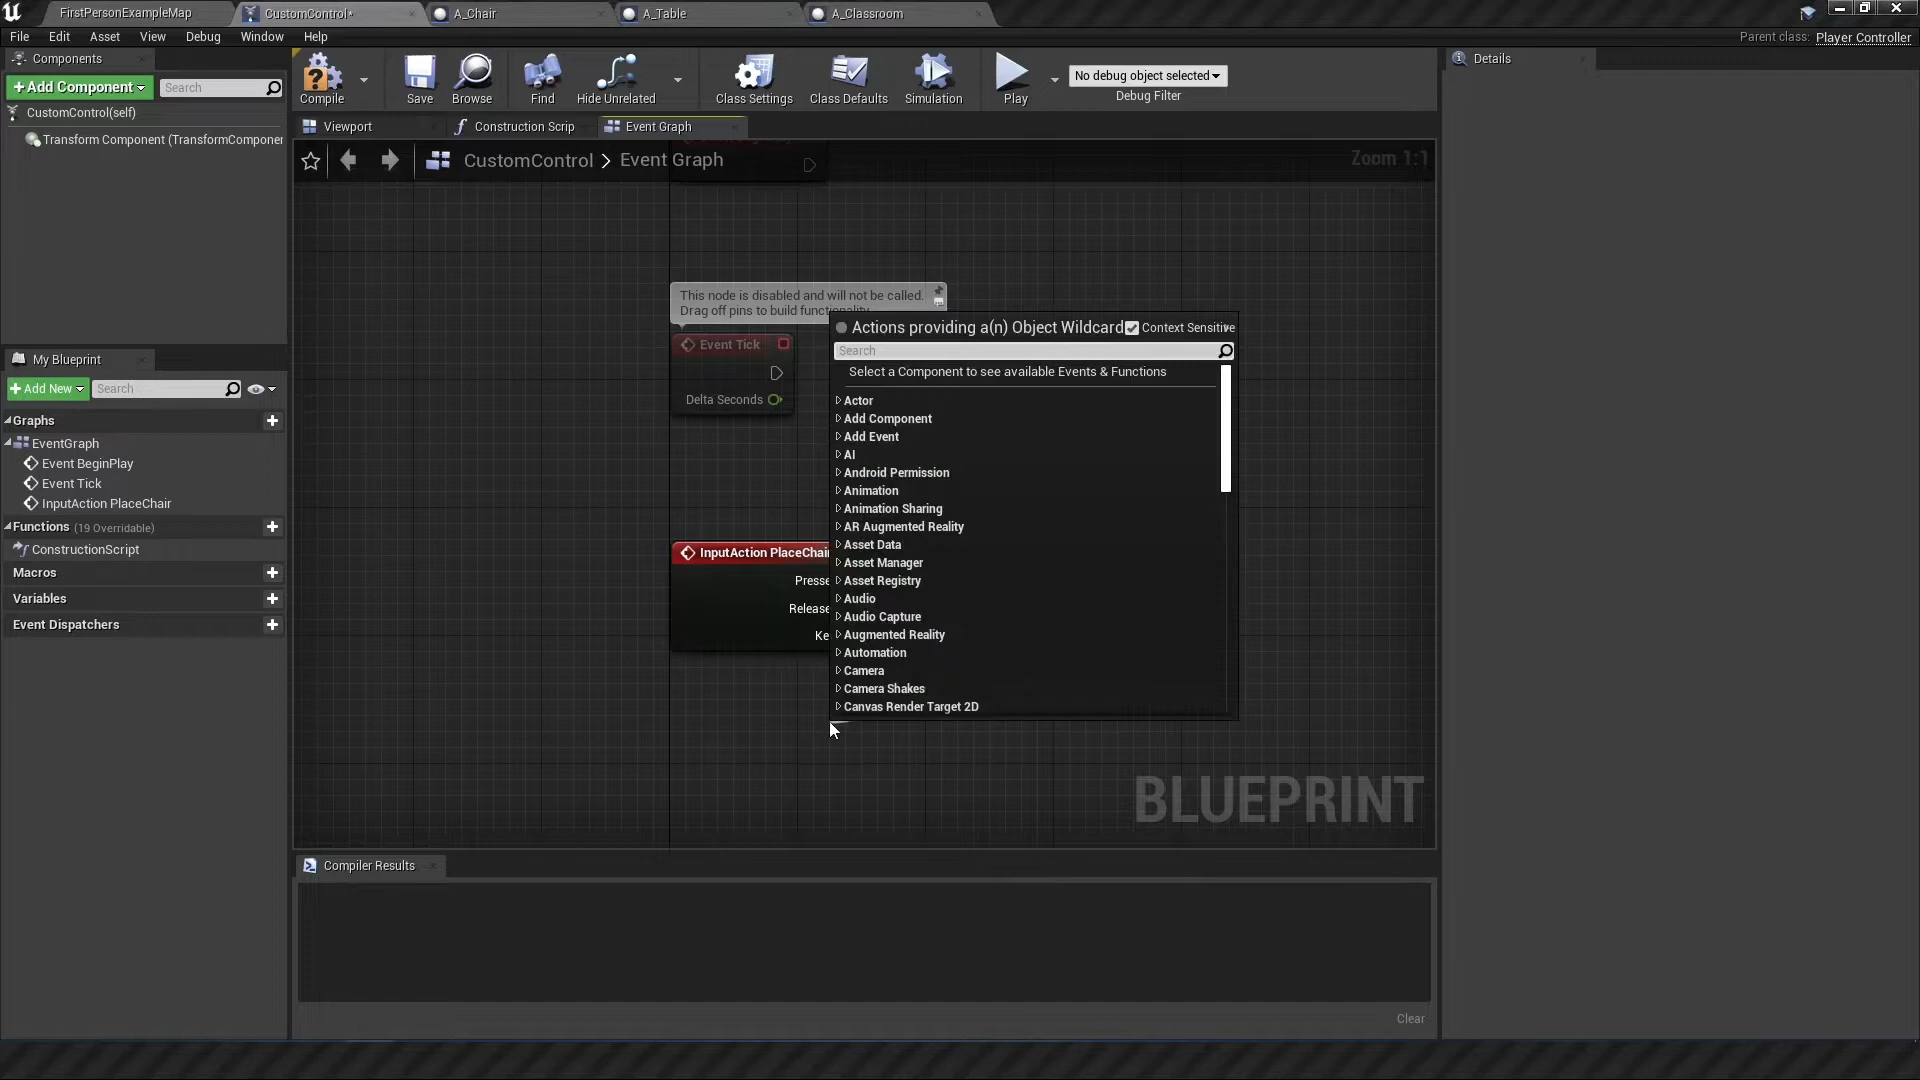 FirstPersonExampleMap
CustomControl*
A_Chair
A_Table
A_Classroom
File Edit Asset View Debug Window Help
Parent class: Player Controller
Components
+Add Component
Search
CustomControl(self)
Transform Component (TransformComponer
Compile
Save
Browse
Find
Hide Unrelated
Class Settings
Class Defaults
Simulation
Play
No debug object selected
Debug Filter
Details
Viewport
Construction Scrip
Event Graph
CustomControl > Event Graph
Zoom 1:1
This node is disabled and will not be called.
Drag off pins to build functionality.
Event Tick
Delta Seconds
InputAction PlaceChair
Presse
Release
Ke
Actions providing a(n) Object Wildcard
Context Sensitive
Search
Select a Component to see available Events & Functions
Actor
Add Component
Add Event
AI
Android Permission
Animation
Animation Sharing
AR Augmented Reality
Asset Data
Asset Manager
Asset Registry
Audio
Audio Capture
Augmented Reality
Automation
Camera
Camera Shakes
Canvas Render Target 2D
BLUEPRINT
My Blueprint
+Add New
Search
Graphs
EventGraph
Event BeginPlay
Event Tick
InputAction PlaceChair
Functions (19 Overridable)
ConstructionScript
Macros
Variables
Event Dispatchers
Compiler Results
Clear